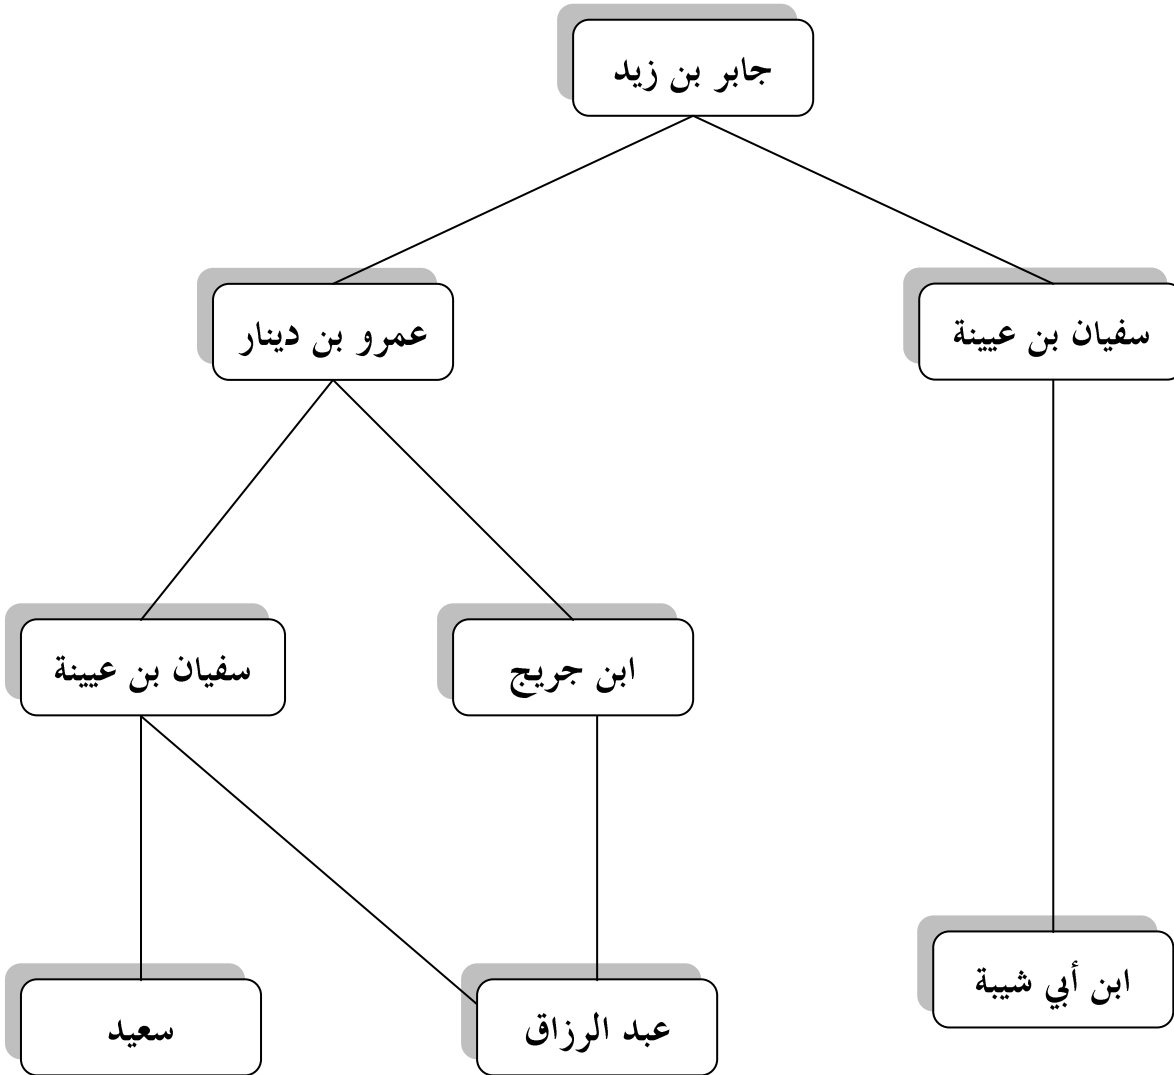 جابر بن زيد
سفيان بن عيينة
عمرو بن دينار
ابن جريج
سفيان بن عيينة
ابن أبي شيبة
عبد الرزاق
سعيد